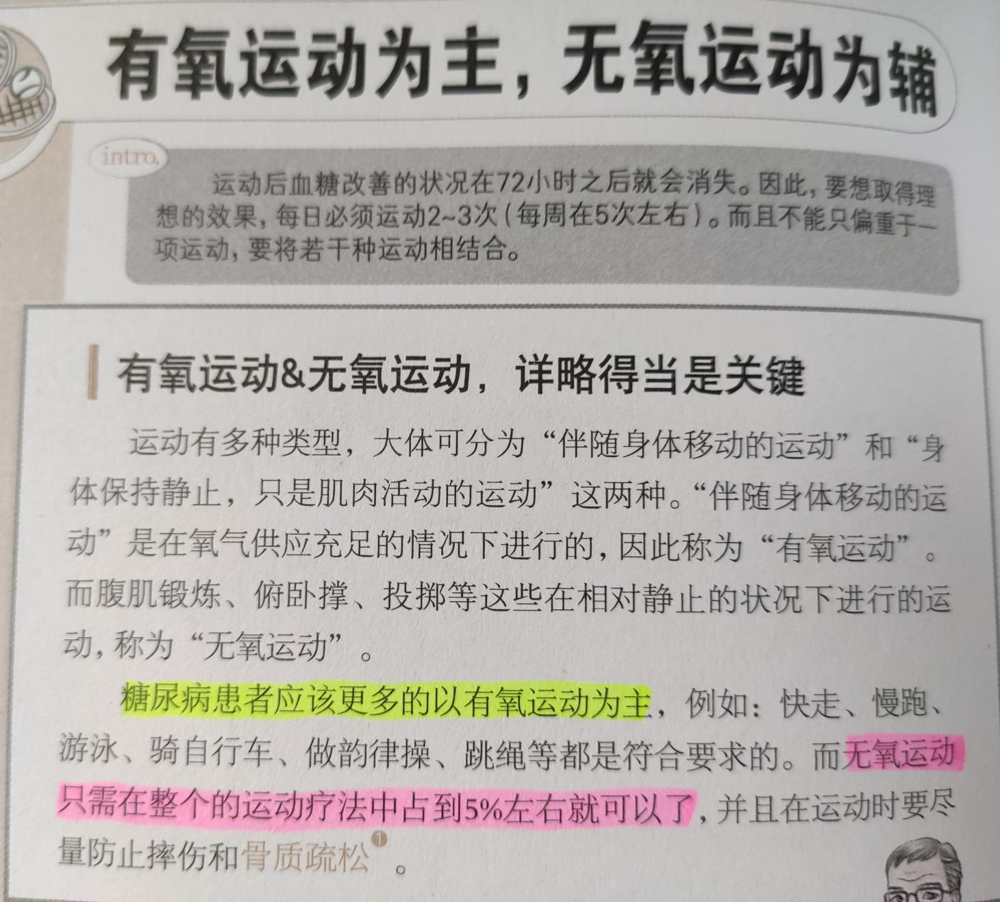 有氧运动为主，无氧运动为辅
intro.
运动后血糖改善的状况在72小时之后就会消失。因此，要想取得理
想的效果，每日必须运动2~3次（每周在5次左右）。而且不能只偏重于一
项运动，要将若干种运动相结合。
有氧运动&无氧运动，详略得当是关键
运动有多种类型，大体可分为“伴随身体移动的运动”和“身
体保持静止，只是肌肉活动的运动”这两种。“伴随身体移动的运
动”是在氧气供应充足的情况下进行的，因此称为“有氧运动”。
而腹肌锻炼、俯卧撑、投掷等这些在相对静止的状况下进行的运
动，称为“无氧运动”。
糖尿病患者应该更多的以有氧运动为主，例如：快走、慢跑、
游泳、骑自行车、做韵律操、跳绳等都是符合要求的。而无氧运动
只需在整个的运动疗法中占到5%左右就可以了，并且在运动时要尽
量防止摔伤和骨质疏松❶。